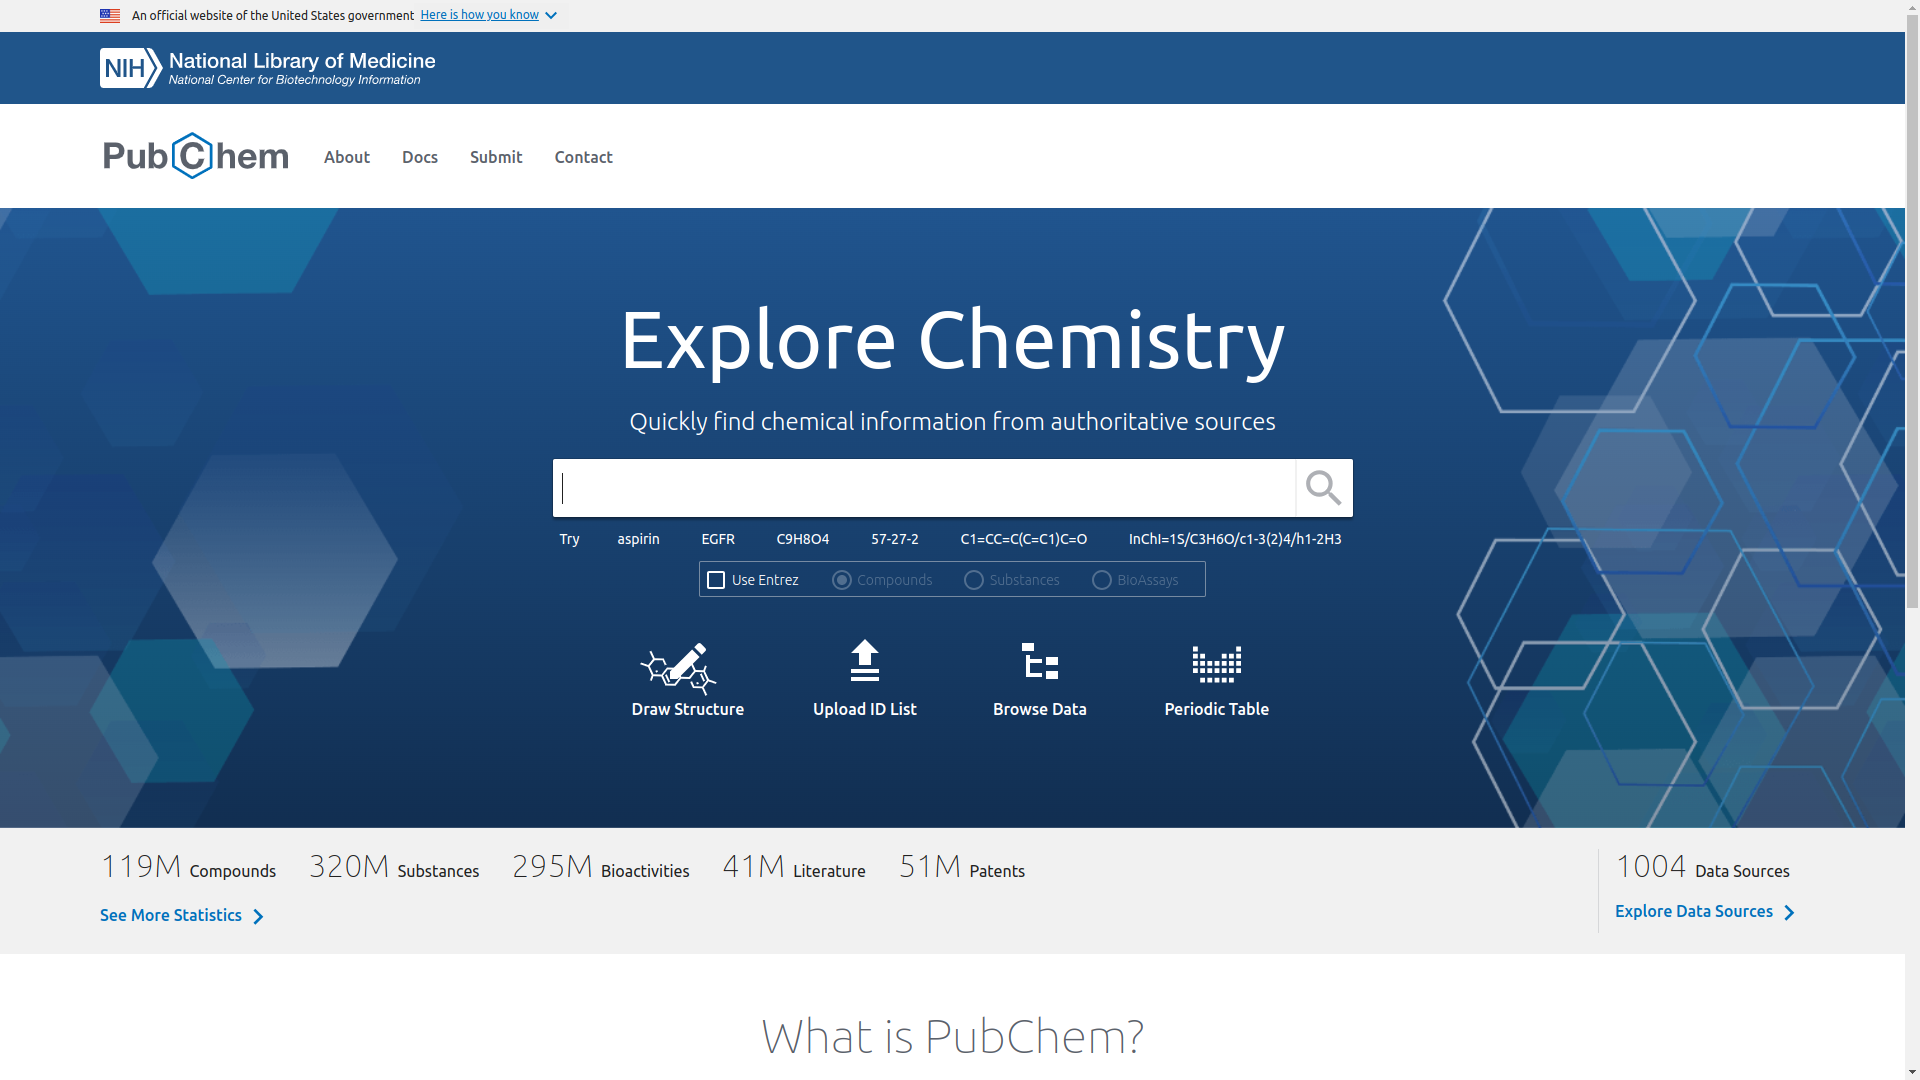 An official website of the United States government Here is how you know
NIH National Library of Medicine
National Center for Biotechnology Information
PubChem About Docs Submit Contact
Explore Chemistry
Quickly find chemical information from authoritative sources
Try aspirin EGFR C9H8O4 57-27-2 C1=CC=C(C=C1)C=O InChI=1S/C3H6O/c1-3(2)4/h1-2H3
Use Entrez Compounds Substances BioAssays
Draw Structure Upload ID List Browse Data Periodic Table
119M Compounds 320M Substances 295M Bioactivities 41M Literature 51M Patents 1004 Data Sources
See More Statistics Explore Data Sources
What is PubChem?